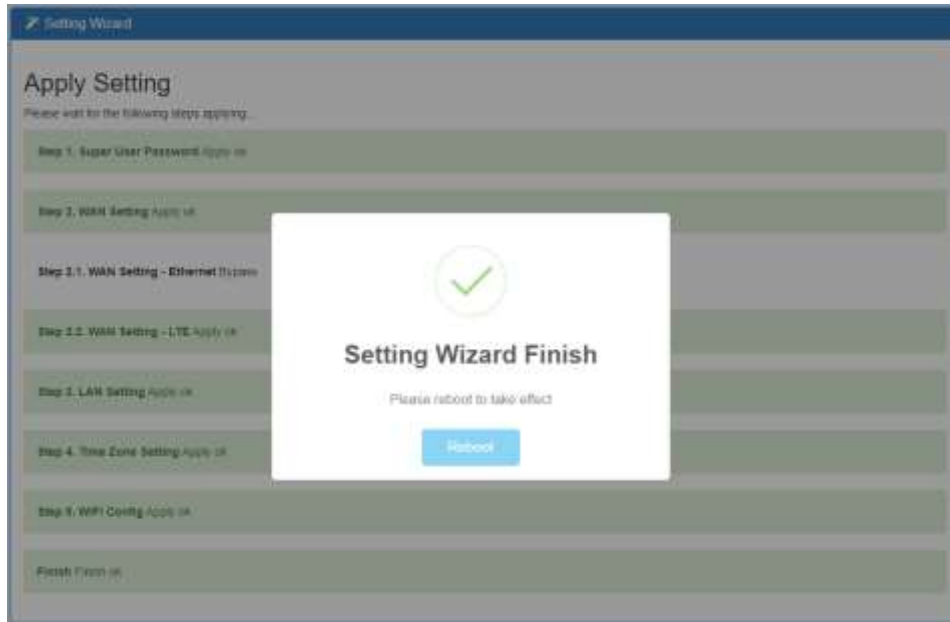 Setting Wizard
Apply Setting
Please wait for the following steps applying...
Step 1. Super User Password Apply ok
Step 2. WAN Setting Apply ok
Step 2.1. WAN Setting - Ethernet Bypass
Step 2.2. WAN Setting - LTE Apply ok
Step 3. LAN Setting Apply ok
Step 4. Time Zone Setting Apply ok
Step 5. WiFi Config Apply ok
Finish Finish ok
Setting Wizard Finish
Please reboot to take effect
Reboot